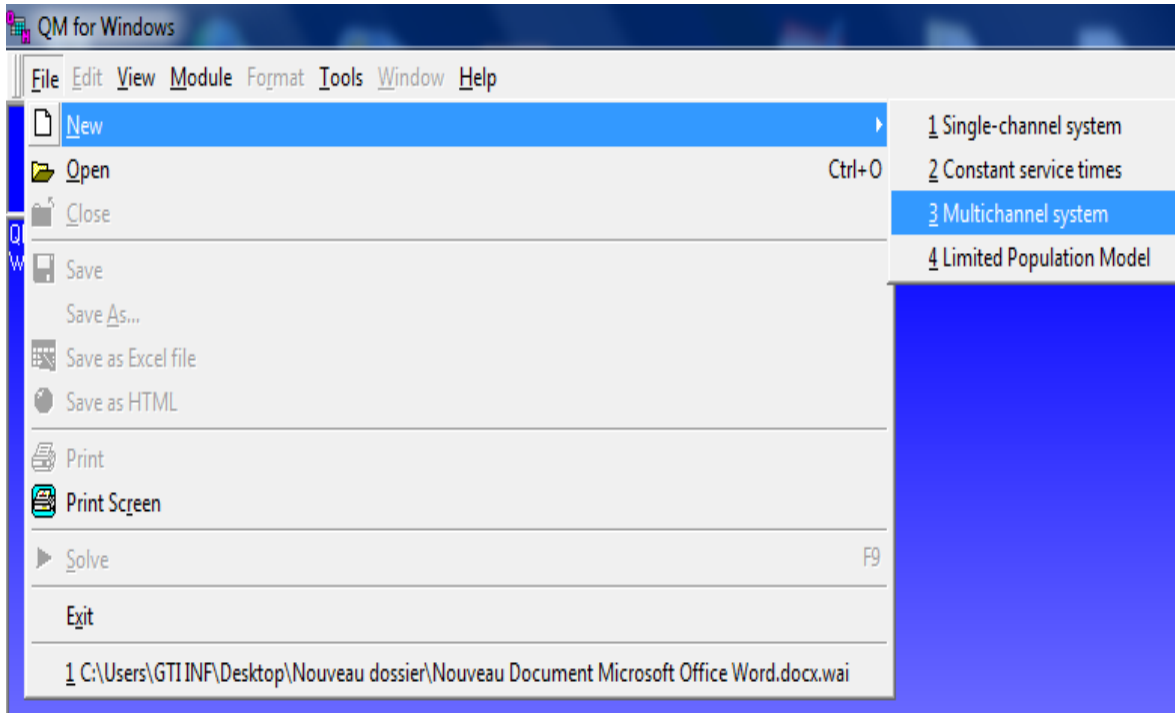 QM for Windows
File Edit View Module Format Tools Window Help
New
Open Ctrl+O
Close
Save
Save As...
Save as Excel file
Save as HTML
Print
Print Screen
Solve F9
Exit
1 C:\Users\GTI INF\Desktop\Nouveau dossier\Nouveau Document Microsoft Office Word.docx.wai
1 Single-channel system
2 Constant service times
3 Multichannel system
4 Limited Population Model